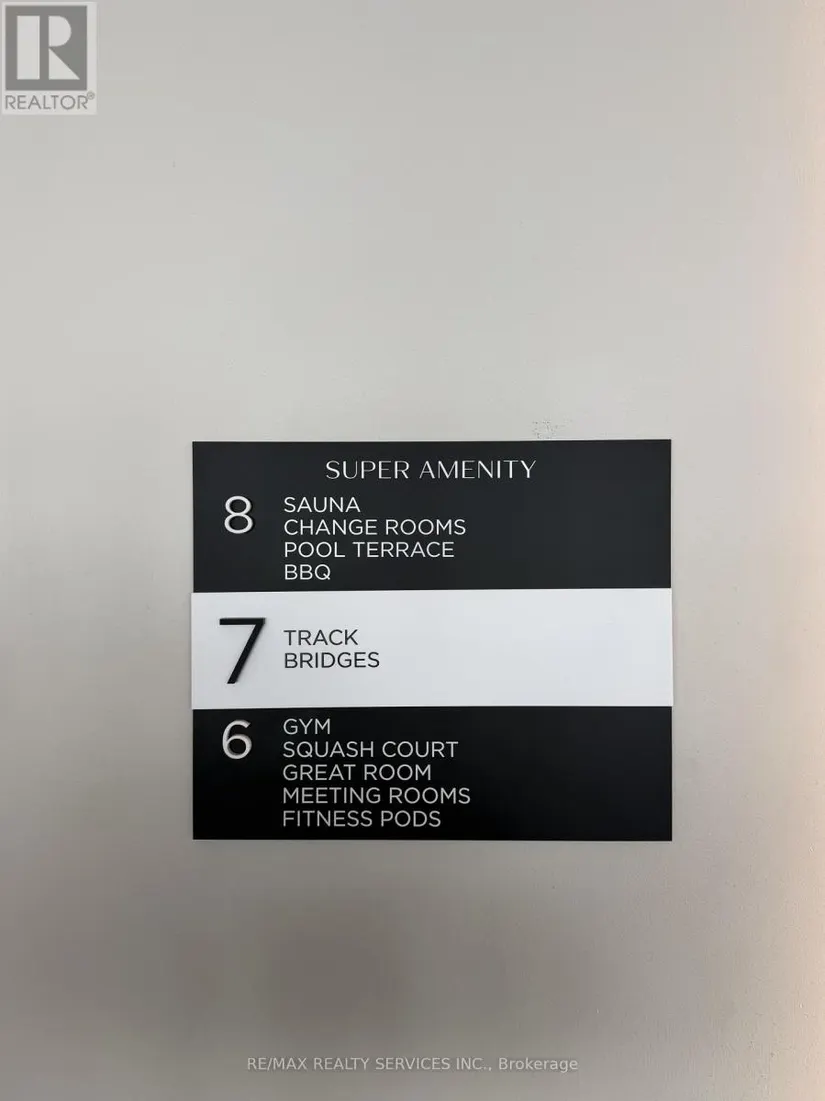 R
REALTOR®
SUPER AMENITY
8
SAUNA
CHANGE ROOMS
POOL TERRACE
BBQ
7
TRACK
BRIDGES
6
GYM
SQUASH COURT
GREAT ROOM
MEETING ROOMS
FITNESS PODS
RE/MAX REALTY SERVICES INC., Brokerage